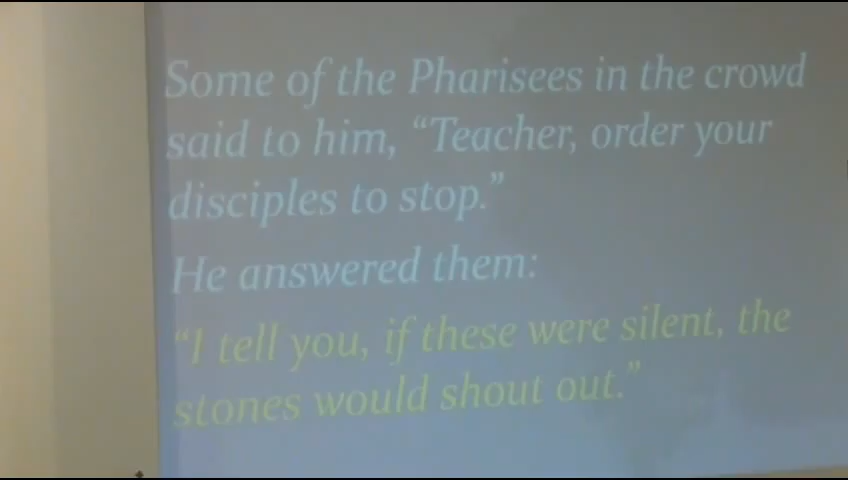 Some of the Pharisees in the crowd
said to him, “Teacher, order your
disciples to stop.”
He answered them:
“I tell you, if these were silent, the
stones would shout out.”